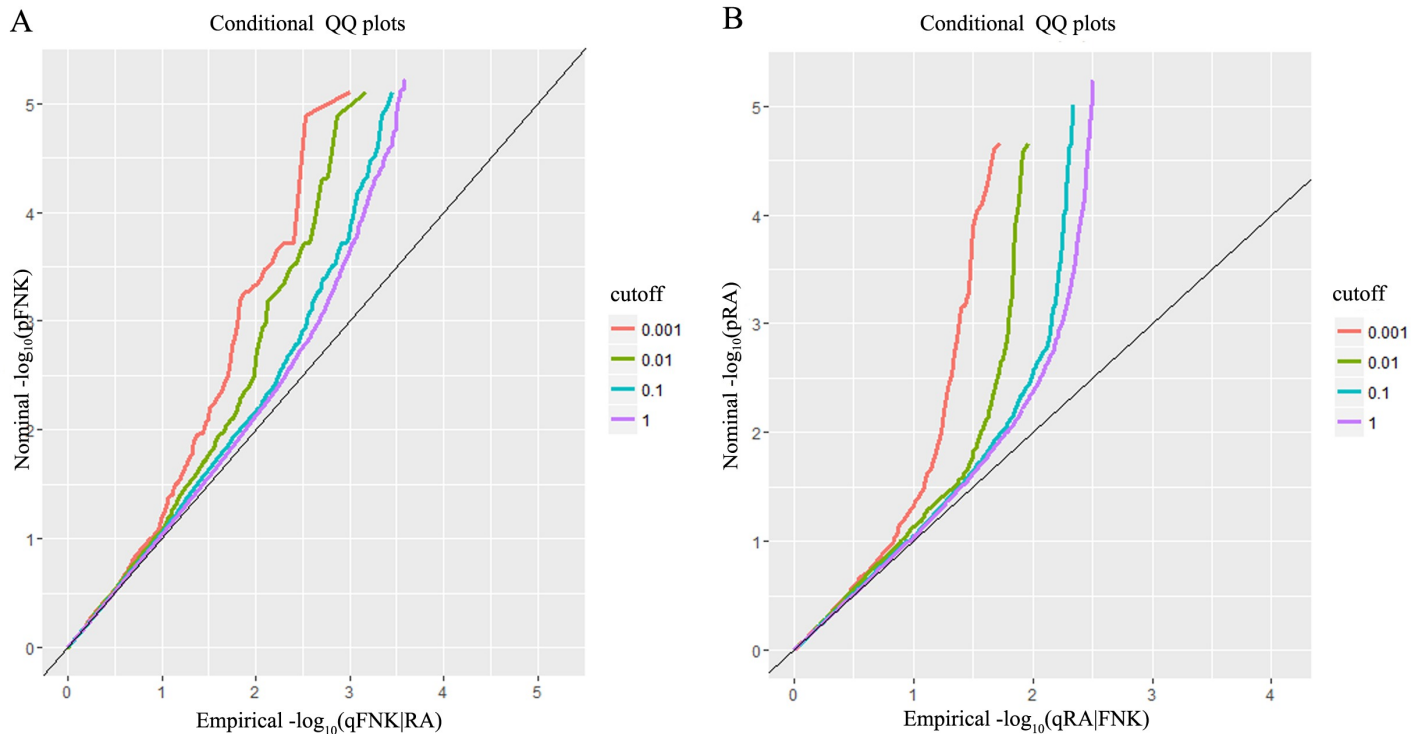 A
Conditional QQ plots
Nominal -log10(pFNK)
5
4
3
2
1
0
0 1 2 3 4 5
Empirical -log10(qFNK|RA)
cutoff
0.001
0.01
0.1
1
B
Conditional QQ plots
Nominal -log10(pRA)
5
4
3
2
1
0
0 1 2 3 4
Empirical -log10(qRA|FNK)
cutoff
0.001
0.01
0.1
1